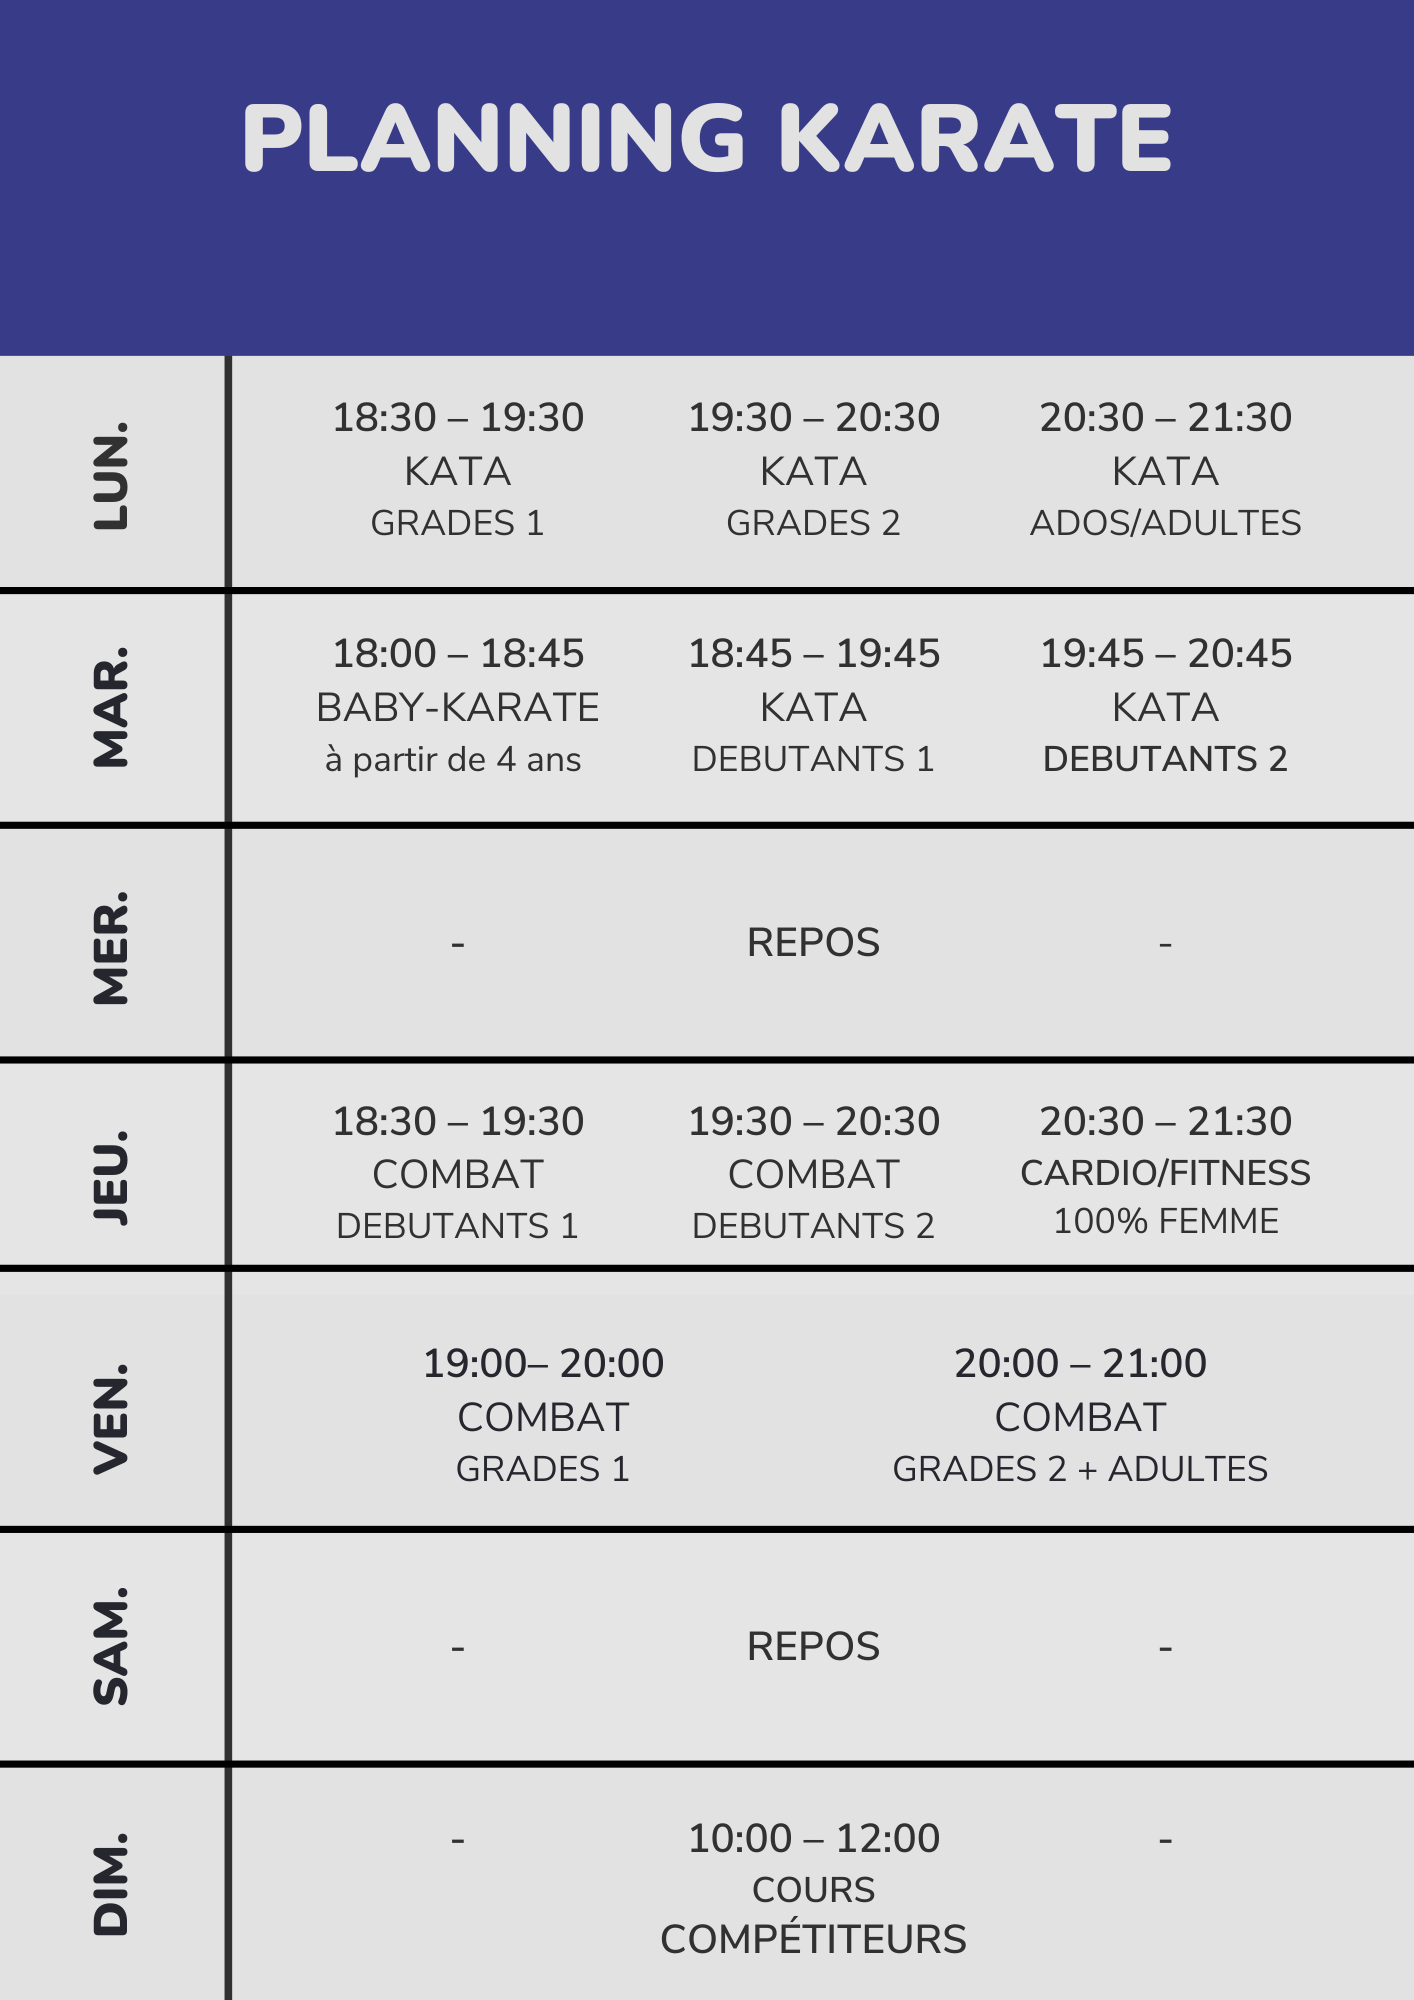 PLANNING KARATE
LUN.
18:30 – 19:30
KATA
GRADES 1
19:30 – 20:30
KATA
GRADES 2
20:30 – 21:30
KATA
ADOS/ADULTES
MAR.
18:00 – 18:45
BABY-KARATE
à partir de 4 ans
18:45 – 19:45
KATA
DEBUTANTS 1
19:45 – 20:45
KATA
DEBUTANTS 2
MER.
-
REPOS
-
JEU.
18:30 – 19:30
COMBAT
DEBUTANTS 1
19:30 – 20:30
COMBAT
DEBUTANTS 2
20:30 – 21:30
CARDIO/FITNESS
100% FEMME
VEN.
19:00– 20:00
COMBAT
GRADES 1
20:00 – 21:00
COMBAT
GRADES 2 + ADULTES
SAM.
-
REPOS
-
DIM.
-
10:00 – 12:00
COURS
COMPÉTITEURS
-